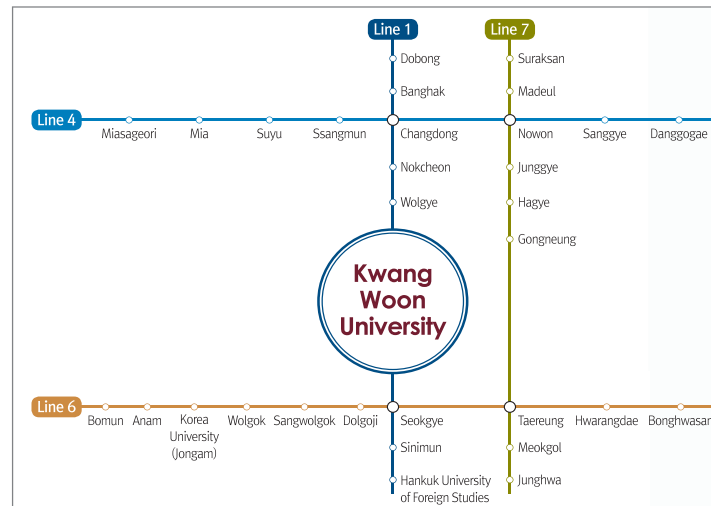 Line 1
Line 7
Dobong
Suraksan
Banghak
Madeul
Line 4
Miasageori
Mia
Suyu
Ssangmun
Changdong
Nowon
Sanggye
Danggogae
Nokcheon
Junggye
Wolgye
Hagye
Gongneung
Kwang
Woon
University
Line 6
Bomun
Anam
Korea
University
(Jongam)
Wolgok
Sangwolgok
Dolgoji
Seokgye
Taereung
Hwarangdae
Bonghwasan
Sinimun
Meokgol
Hankuk University
of Foreign Studies
Junghwa